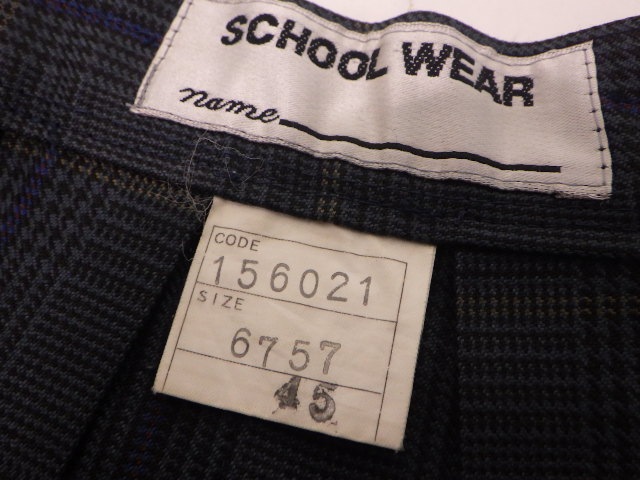 SCHOOL WEAR
name
CODE
156021
SIZE
6757
45